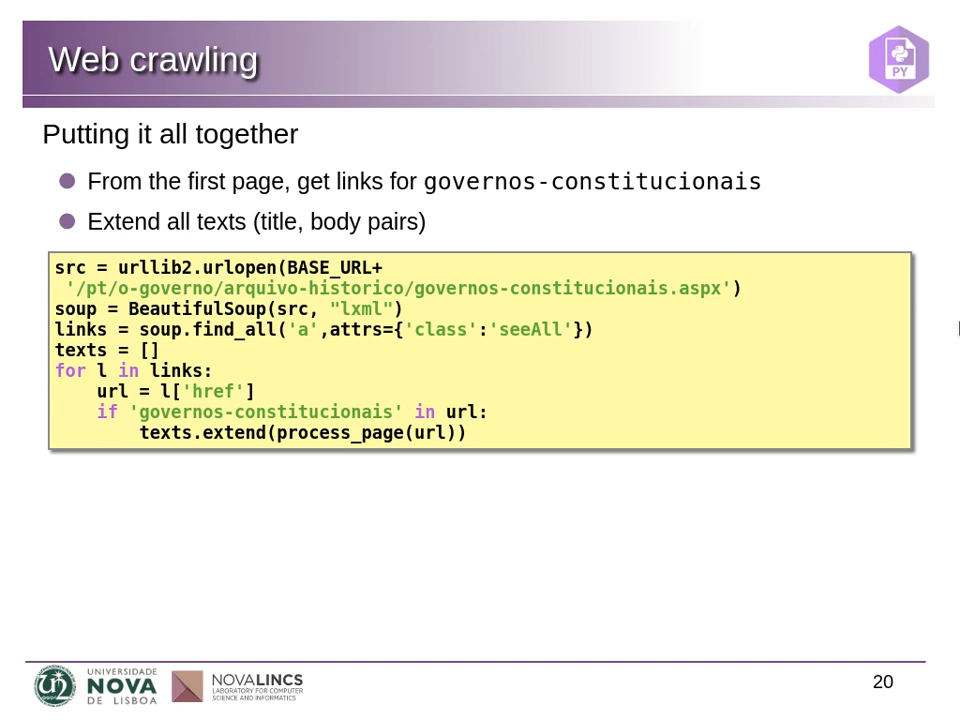 Web crawling
PY
Putting it all together
From the first page, get links for governos-constitucionais
Extend all texts (title, body pairs)
src = urllib2.urlopen(BASE_URL+
'/pt/o-governo/arquivo-historico/governos-constitucionais.aspx')
soup = BeautifulSoup(src, "lxml")
links = soup.find_all('a',attrs={'class':'seeAll'})
texts = []
for l in links:
    url = l['href']
    if 'governos-constitucionais' in url:
        texts.extend(process_page(url))
UNIVERSIDADE
NOVA
DE LISBOA
NOVALINCS
LABORATORY FOR COMPUTER
SCIENCE AND INFORMATICS
20